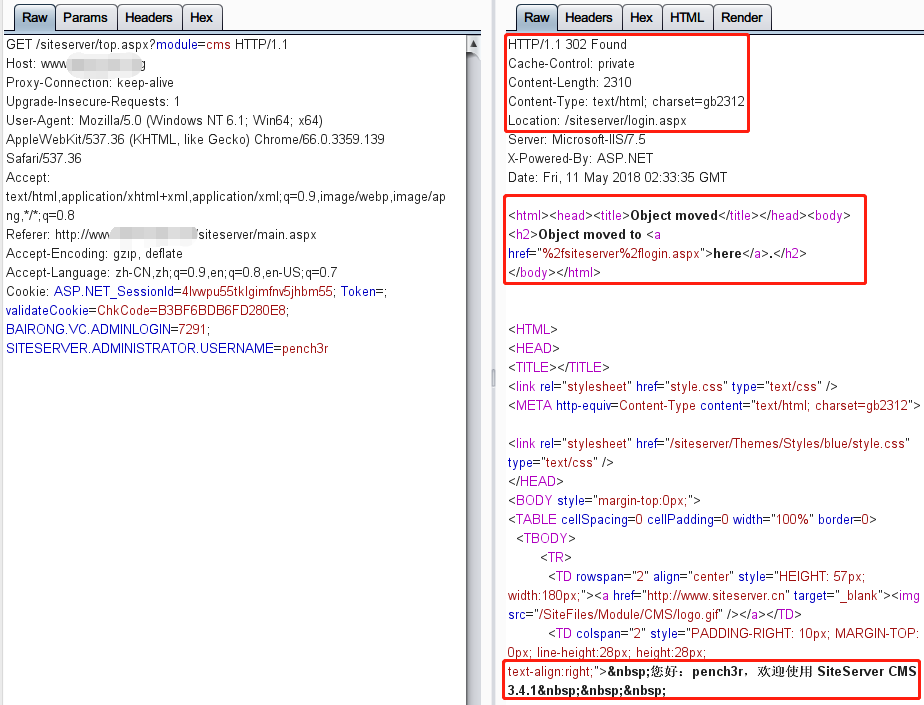 Raw Params Headers Hex
GET /siteserver/top.aspx?module=cms HTTP/1.1
Host: www
Proxy-Connection: keep-alive
Upgrade-Insecure-Requests: 1
User-Agent: Mozilla/5.0 (Windows NT 6.1; Win64; x64)
AppleWebKit/537.36 (KHTML, like Gecko) Chrome/66.0.3359.139
Safari/537.36
Accept:
text/html,application/xhtml+xml,application/xml;q=0.9,image/webp,image/ap
ng,*/*;q=0.8
Referer: http://www /siteserver/main.aspx
Accept-Encoding: gzip, deflate
Accept-Language: zh-CN,zh;q=0.9,en;q=0.8,en-US;q=0.7
Cookie: ASP.NET_SessionId=4lvwpu55tklgimfnv5jhbm55; Token=;
validateCookie=ChkCode=B3BF6BDB6FD280E8;
BAIRONG.VC.ADMINLOGIN=7291;
SITESERVER.ADMINISTRATOR.USERNAME=pench3r
Raw Headers Hex HTML Render
HTTP/1.1 302 Found
Cache-Control: private
Content-Length: 2310
Content-Type: text/html; charset=gb2312
Location: /siteserver/login.aspx
Server: Microsoft-IIS/7.5
X-Powered-By: ASP.NET
Date: Fri, 11 May 2018 02:33:35 GMT
<html><head><title>Object moved</title></head><body>
<h2>Object moved to <a
href="%2fsiteserver%2flogin.aspx">here</a>.</h2>
</body></html>
<HTML>
<HEAD>
<TITLE></TITLE>
<link rel="stylesheet" href="style.css" type="text/css" />
<META http-equiv=Content-Type content="text/html; charset=gb2312">
<link rel="stylesheet" href="/siteserver/Themes/Styles/blue/style.css"
type="text/css" />
</HEAD>
<BODY style="margin-top:0px;">
<TABLE cellSpacing=0 cellPadding=0 width="100%" border=0>
<TBODY>
<TR>
<TD rowspan="2" align="center" style="HEIGHT: 57px;
width:180px;"><a href="http://www.siteserver.cn" target="_blank"><img
src="/SiteFiles/Module/CMS/logo.gif" /></a></TD>
<TD colspan="2" style="PADDING-RIGHT: 10px; MARGIN-TOP:
0px; line-height:28px; height:28px;
text-align:right;">&nbsp;您好：pench3r，欢迎使用 SiteServer CMS
3.4.1&nbsp;&nbsp;&nbsp;